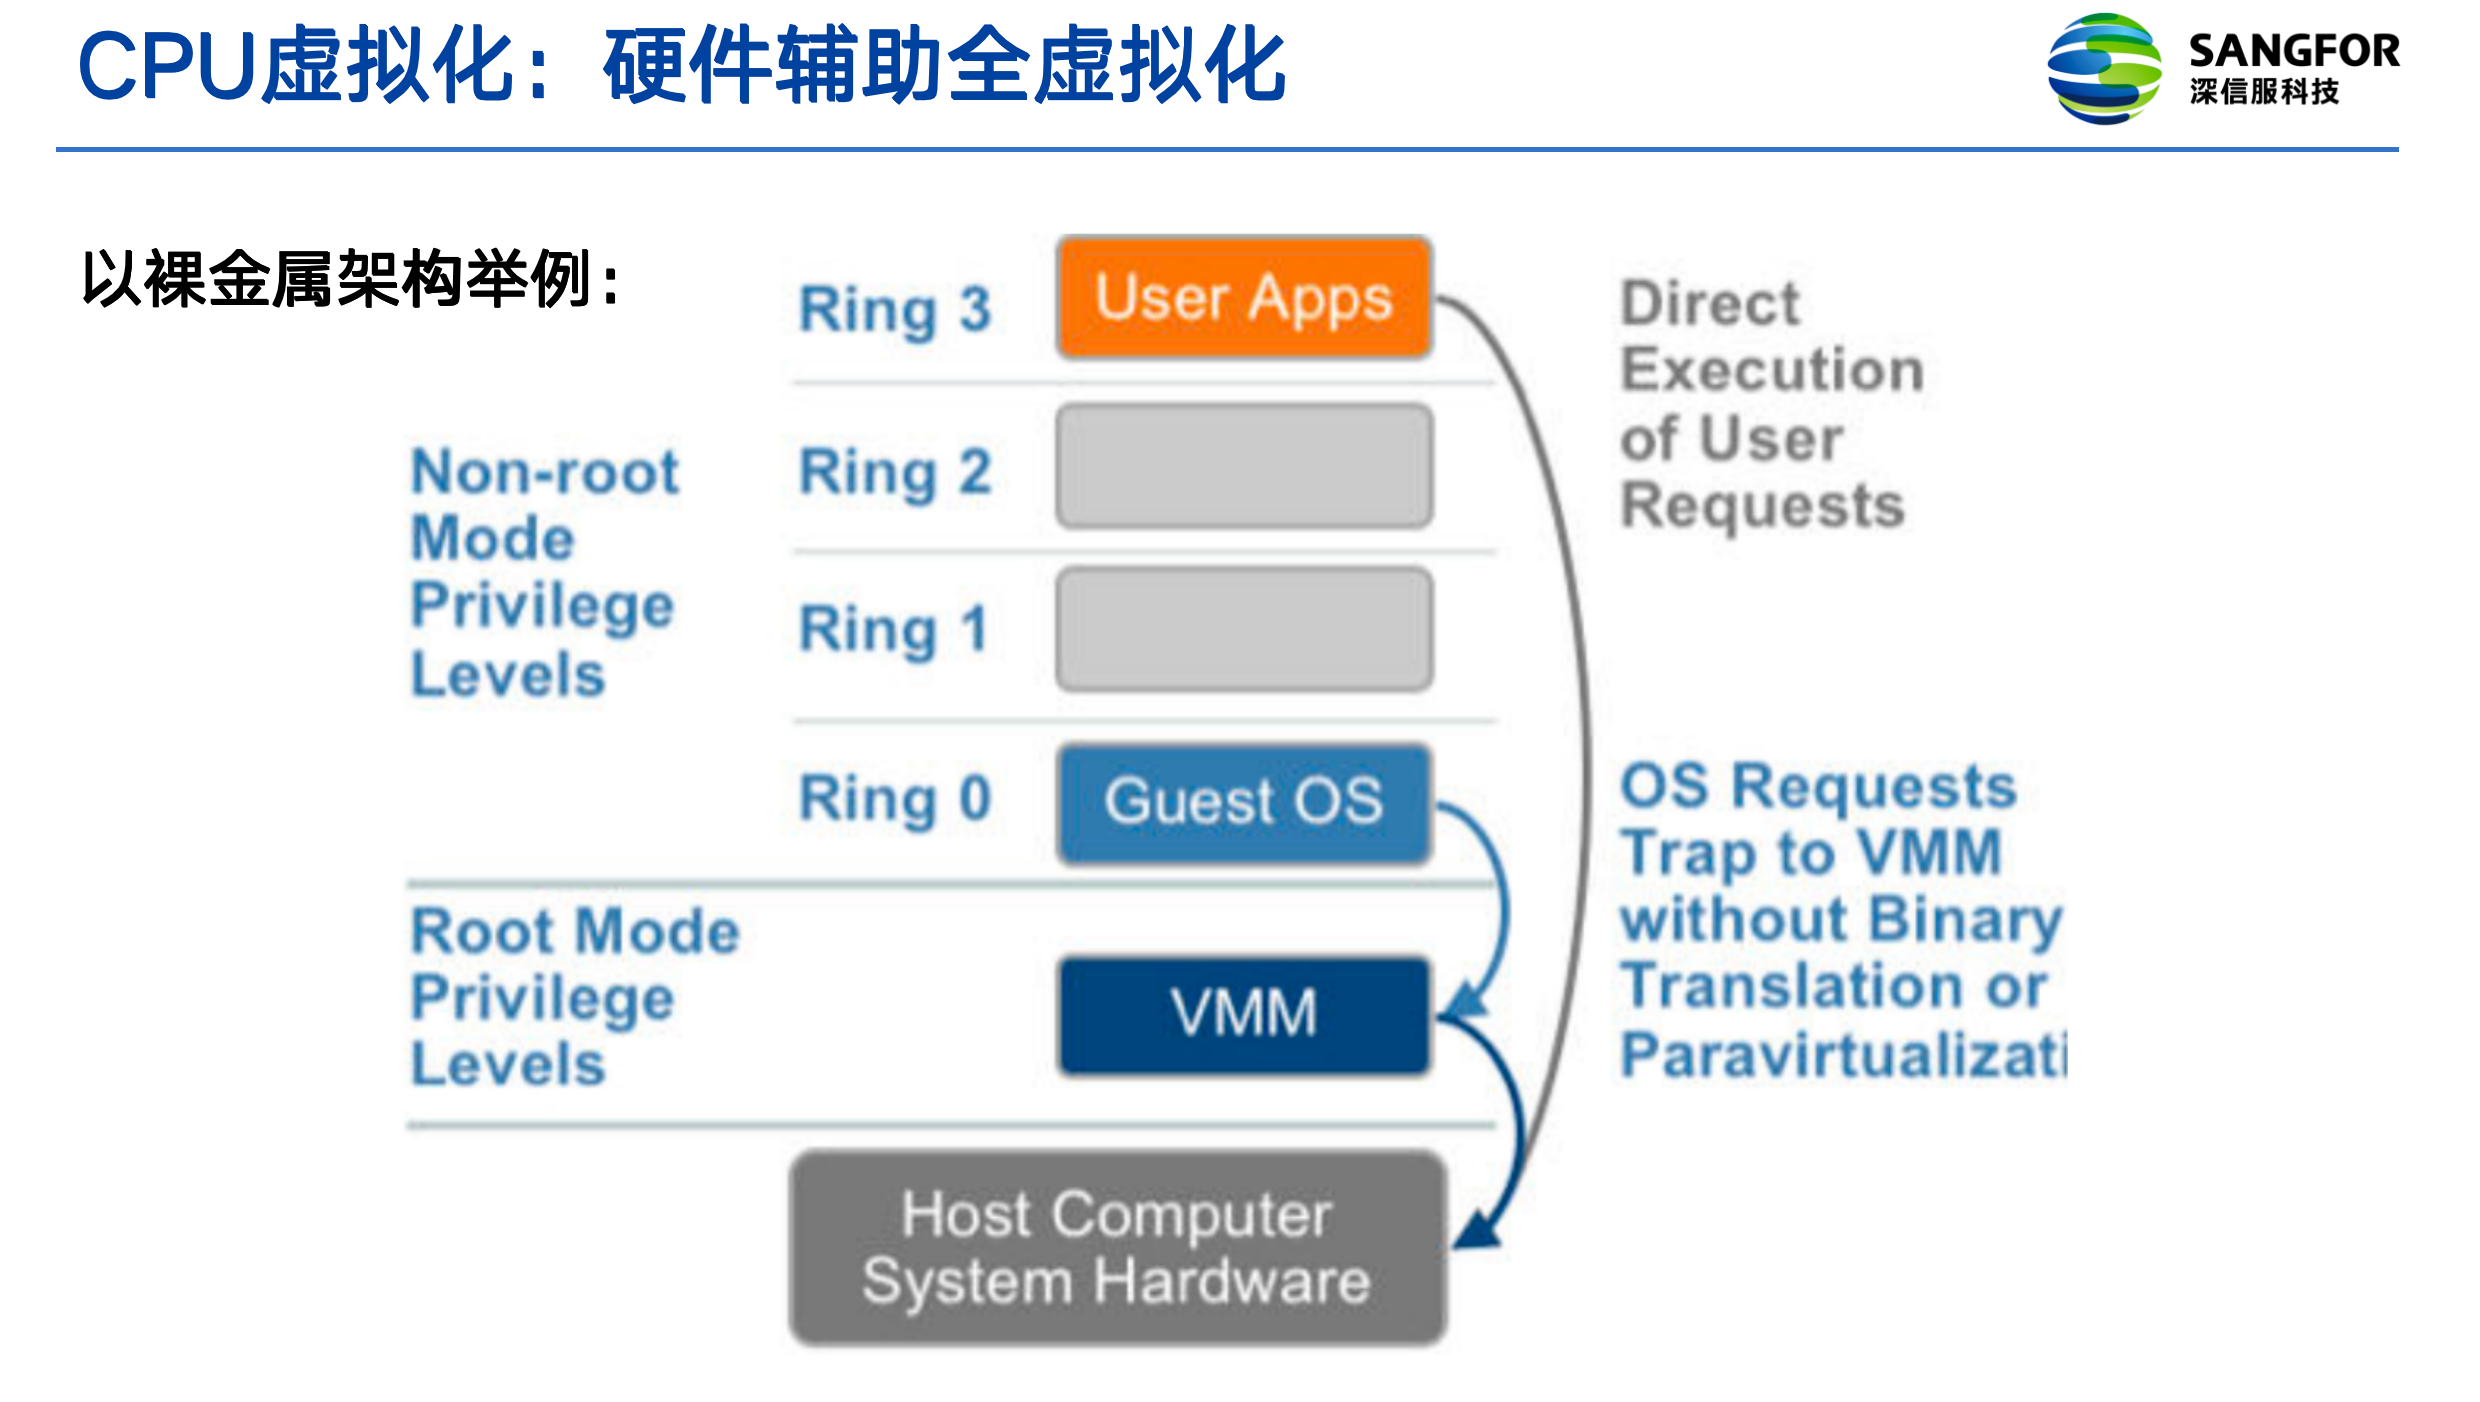 CPU虚拟化：硬件辅助全虚拟化
SANGFOR
深信服科技
以裸金属架构举例：
Ring 3
User Apps
Direct
Execution
of User
Requests
Non-root
Mode
Privilege
Levels
Ring 2
Ring 1
Ring 0
Guest OS
OS Requests
Trap to VMM
without Binary
Translation or
Paravirtualizati
Root Mode
Privilege
Levels
VMM
Host Computer
System Hardware